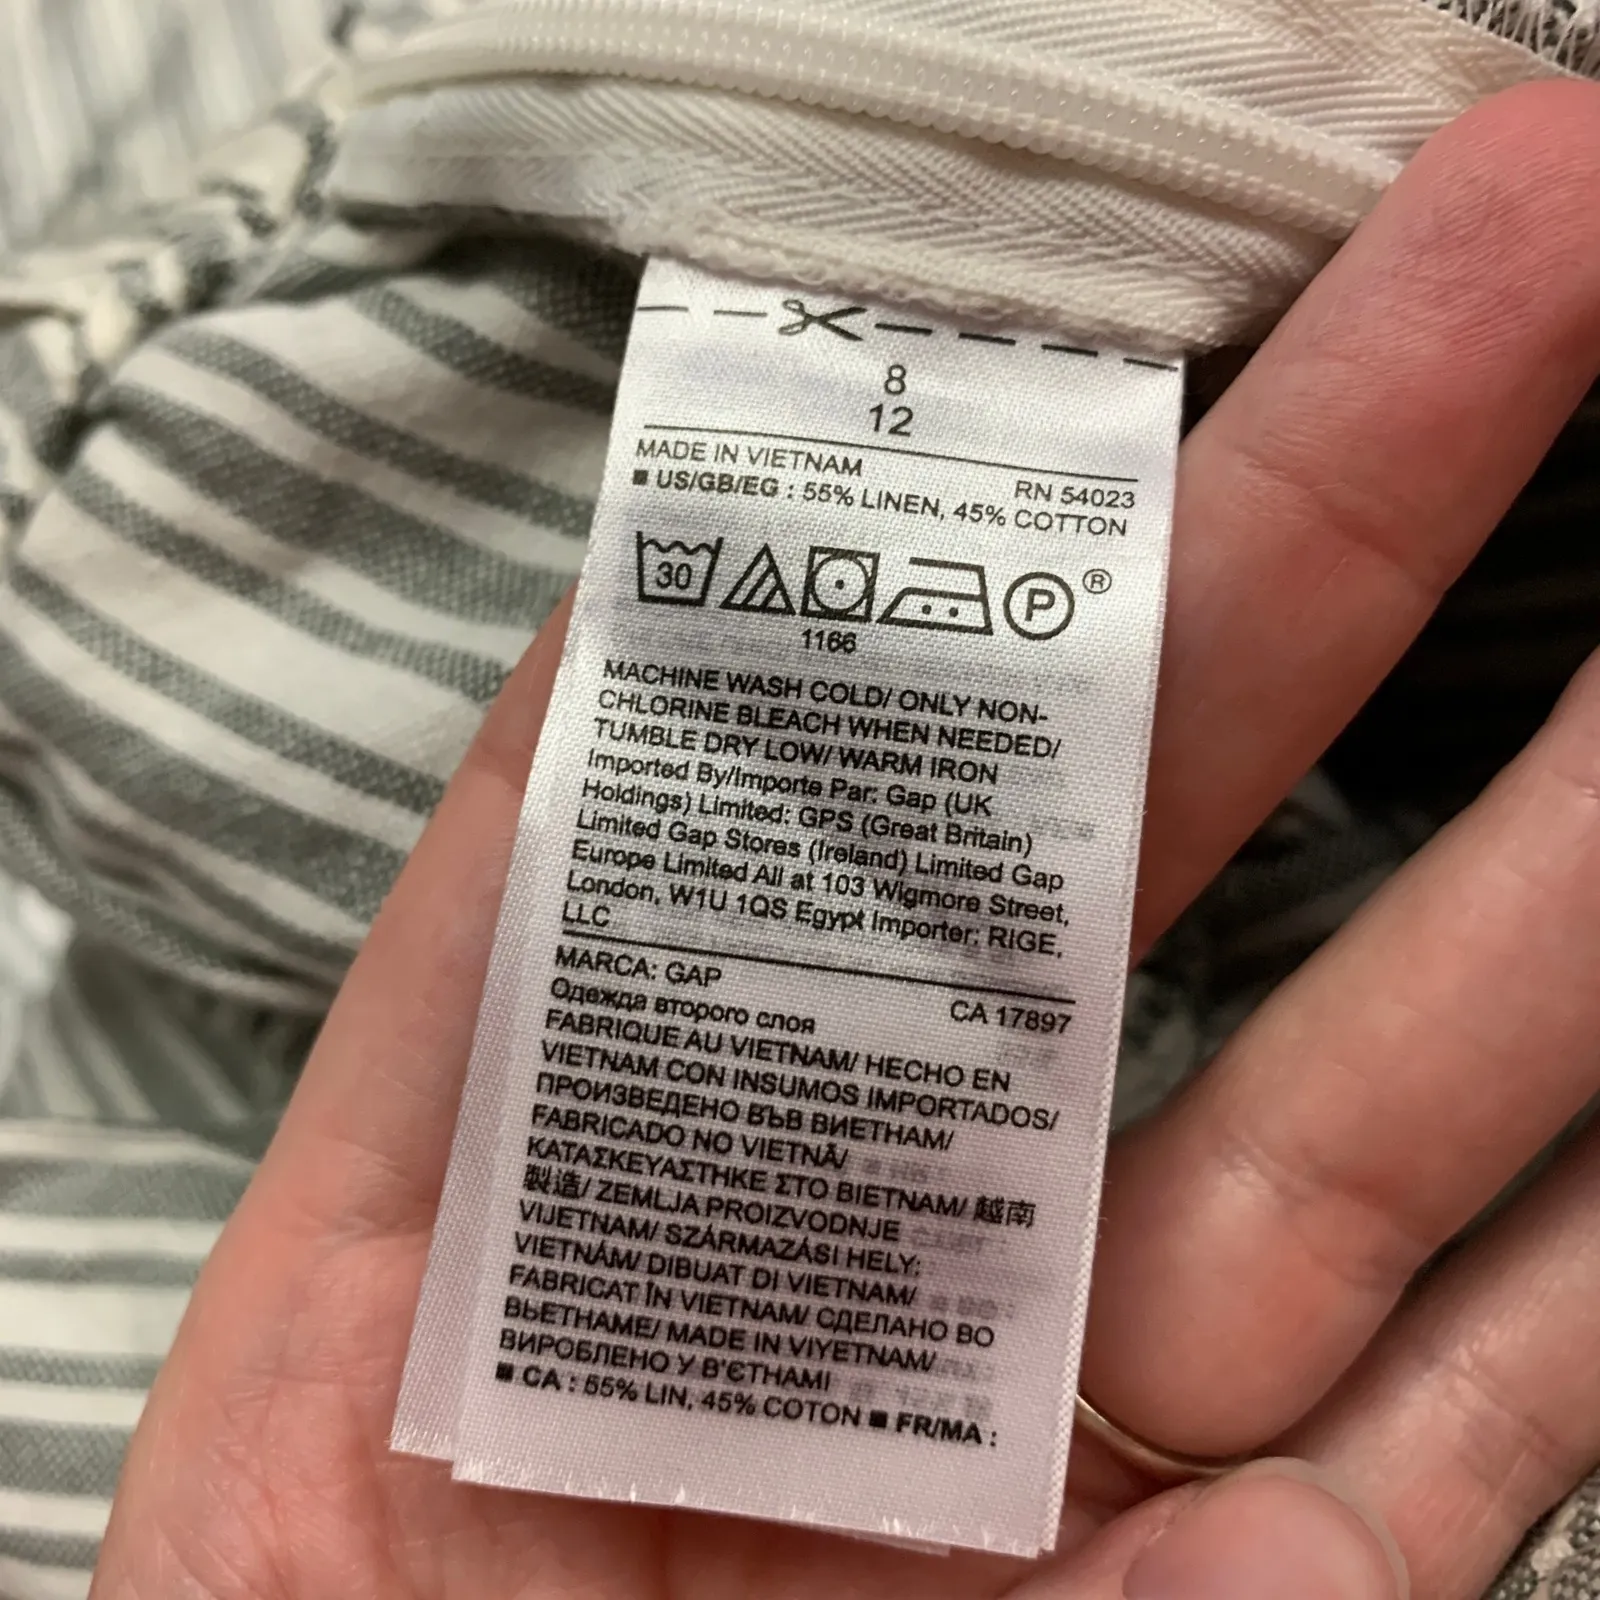 8
12
MADE IN VIETNAM
RN 54023
■ US/GB/EG : 55% LINEN, 45% COTTON
30
P ®
1166
MACHINE WASH COLD/ ONLY NON-
CHLORINE BLEACH WHEN NEEDED/
TUMBLE DRY LOW/ WARM IRON
Imported By/Importe Par: Gap (UK
Holdings) Limited: GPS (Great Britain)
Limited Gap Stores (Ireland) Limited Gap
Europe Limited All at 103 Wigmore Street,
London, W1U 1QS Egypt Importer: RIGE,
LLC
MARCA: GAP
CA 17897
Одежда второго слоя
FABRIQUE AU VIETNAM/ HECHO EN
VIETNAM CON INSUMOS IMPORTADOS/
ПРОИЗВЕДЕНО ВЪВ ВИЕТНАМ/
FABRICADO NO VIETNÃ/
ΚΑΤΑΣΚΕΥΑΣΤΗΚΕ ΣΤΟ ΒΙΕΤΝΑΜ/ 越南
製造/ ZEMLJA PROIZVODNJE
VIJETNAM/ SZÁRMAZÁSI HELY:
VIETNÁM/ DIBUAT DI VIETNAM/
FABRICAT ÎN VIETNAM/ СДЕЛАНО ВО
ВЬЕТНАМЕ/ MADE IN VIYETNAM/
ВИРОБЛЕНО У В'ЄТНАМІ
■ CA : 55% LIN, 45% COTON ■ FR/MA :